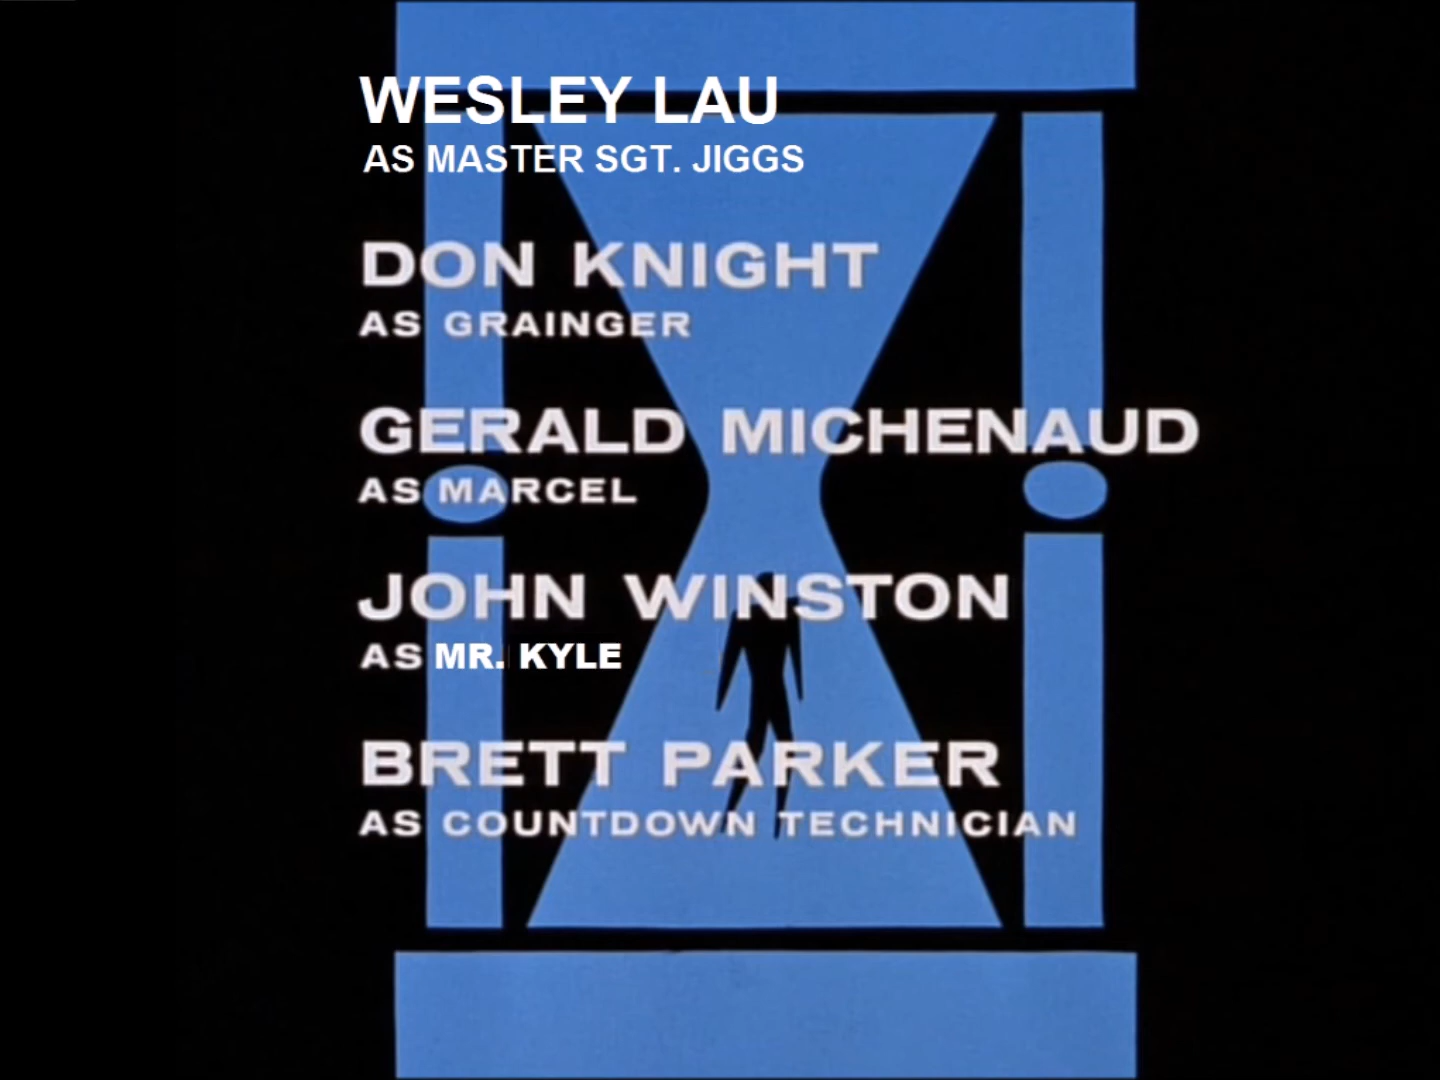 WESLEY LAU
AS MASTER SGT. JIGGS
DON KNIGHT
AS GRAINGER
GERALD MICHENAUD
AS MARCEL
JOHN WINSTON
AS MR. KYLE
BRETT PARKER
AS COUNTDOWN TECHNICIAN